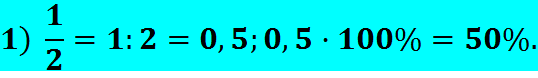 1) 1/2 = 1:2 = 0,5; 0,5 · 100% = 50%.